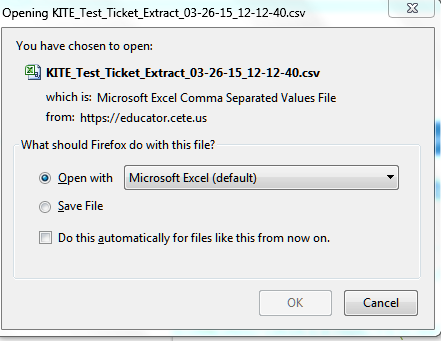 Opening KITE_Test_Ticket_Extract_03-26-15_12-12-40.csv
You have chosen to open:
KITE_Test_Ticket_Extract_03-26-15_12-12-40.csv
which is: Microsoft Excel Comma Separated Values File
from: https://educator.cete.us
What should Firefox do with this file?
Open with Microsoft Excel (default)
Save File
Do this automatically for files like this from now on.
OK Cancel